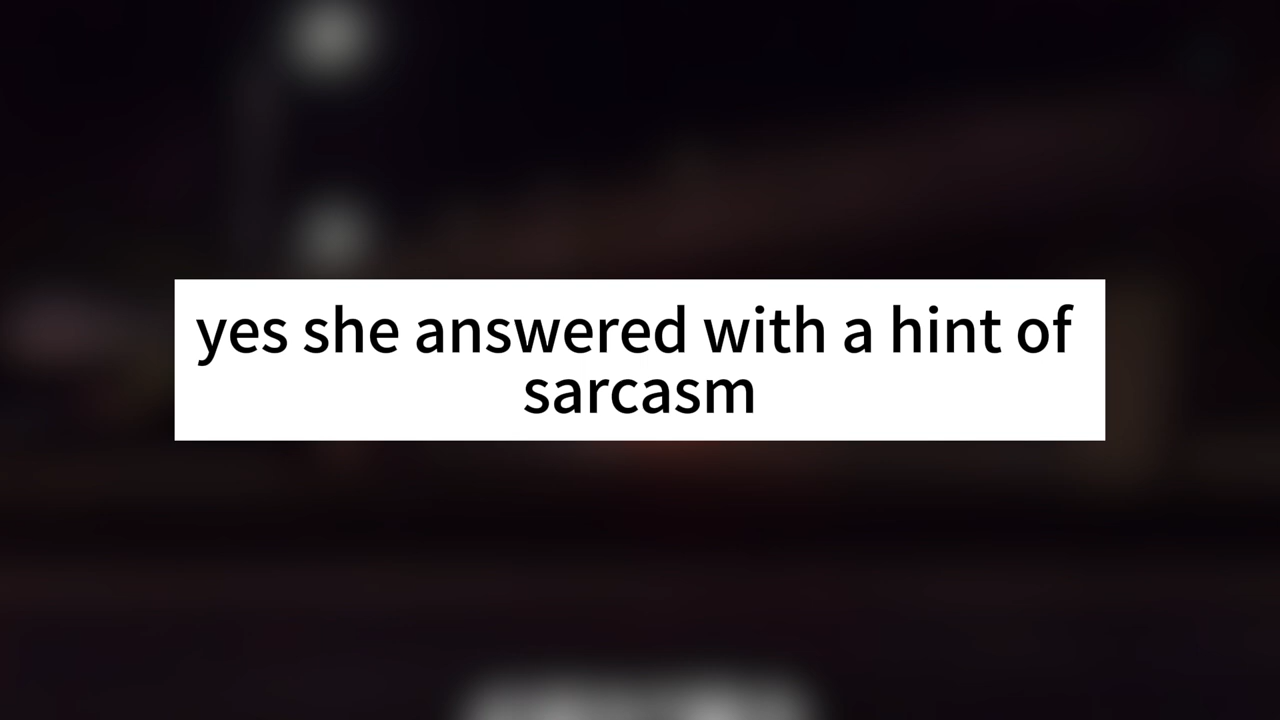 yes she answered with a hint of
sarcasm